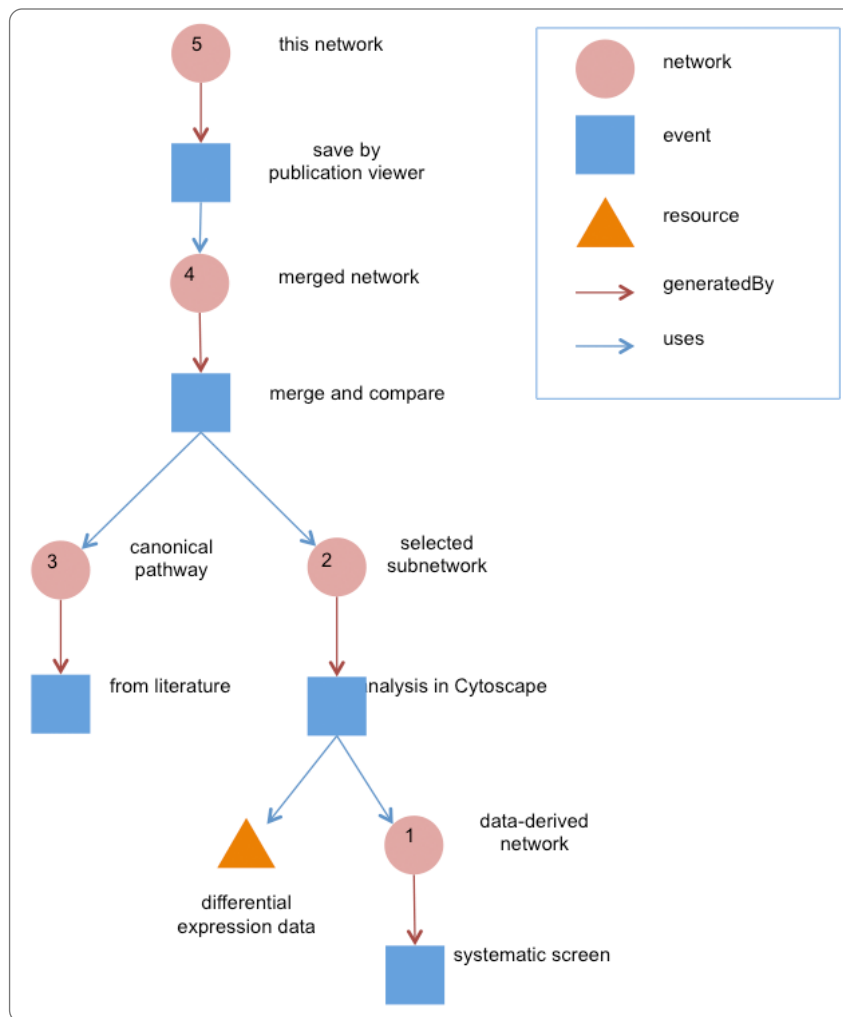 5
this network
save by
publication viewer
4
merged network
merge and compare
3
canonical
pathway
2
selected
subnetwork
from literature
analysis in Cytoscape
differential
expression data
1
data-derived
network
systematic screen
network
event
resource
generatedBy
uses